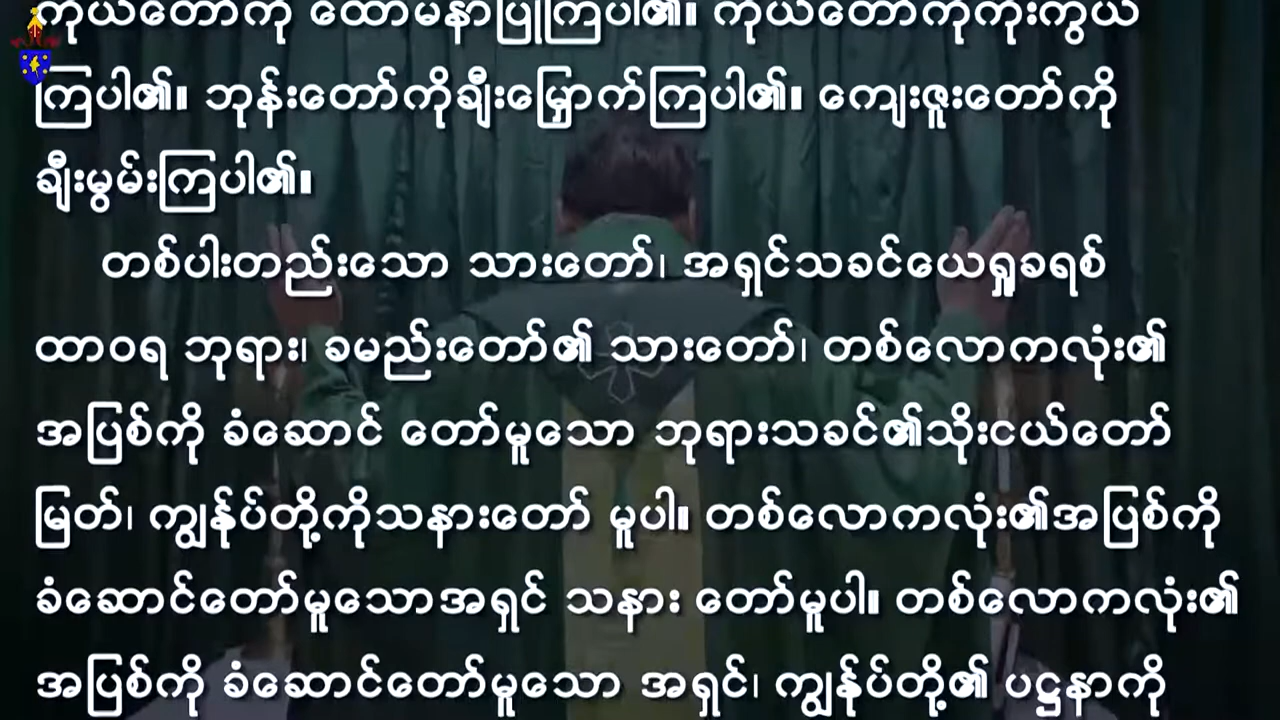 ကိုယ်တော်ကို ထောမနာပြုကြပါ၏။ ကိုယ်တော်ကိုကိုးကွယ်
ကြပါ၏။ ဘုန်းတော်ကိုချီးမြှောက်ကြပါ၏။ ကျေးဇူးတော်ကို
ချီးမွမ်းကြပါ၏။
တစ်ပါးတည်းသော သားတော်၊ အရှင်သခင်ယေရှုခရစ်
ထာဝရ ဘုရား၊ ခမည်းတော်၏ သားတော်၊ တစ်လောကလုံး၏
အပြစ်ကို ခံဆောင် တော်မူသော ဘုရားသခင်၏သိုးငယ်တော်
မြတ်၊ ကျွန်ုပ်တို့ကိုသနားတော် မူပါ။ တစ်လောကလုံး၏အပြစ်ကို
ခံဆောင်တော်မူသောအရှင် သနား တော်မူပါ။ တစ်လောကလုံး၏
အပြစ်ကို ခံဆောင်တော်မူသော အရှင်၊ ကျွန်ုပ်တို့၏ ပဋ္ဌနာကို